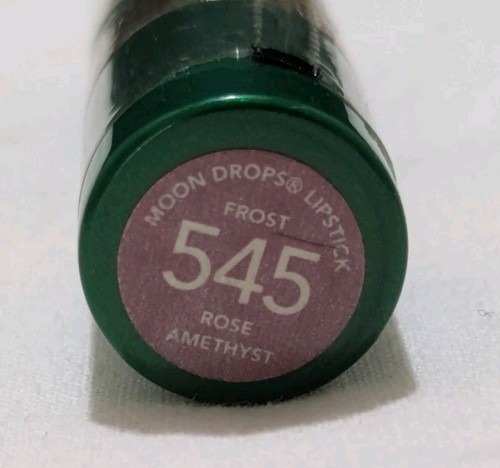 MOON DROPS® LIPSTICK
FROST
545
ROSE
AMETHYST